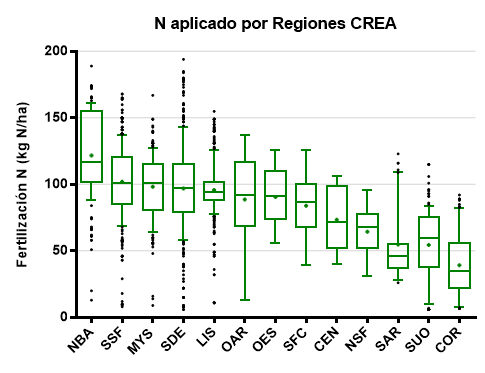 N aplicado por Regiones CREA
Fertilización N (kg N/ha)
200
150
100
50
0
NBA SSF MYS SDE LIS OAR OES SFC CEN NSF SAR SUO COR